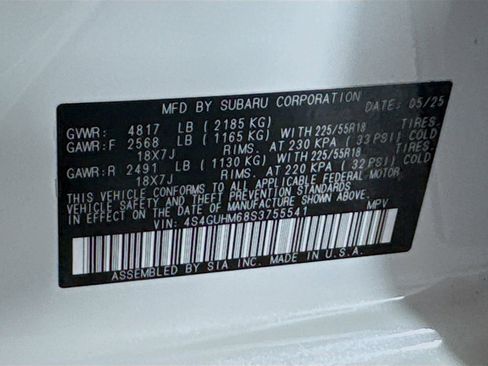 MFD BY SUBARU CORPORATION DATE: 05/25
GVWR: 4817 LB (2185 KG)
GAWR:F 2568 LB (1165 KG) WITH 225/55R18 TIRES.
18X7J RIMS. AT 230 KPA (33 PSI) COLD
GAWR:R 2491 LB (1130 KG) WITH 225/55R18 TIRES.
18X7J RIMS. AT 220 KPA (32 PSI) COLD
THIS VEHICLE CONFORMS TO ALL APPLICABLE FEDERAL MOTOR
VEHICLE SAFETY AND THEFT PREVENTION STANDARDS
IN EFFECT ON THE DATE OF MANUFACTURE SHOWN ABOVE.
VIN: 4S4GUHM68S3755541 MPV
ASSEMBLED BY SIA INC. MADE IN U.S.A.